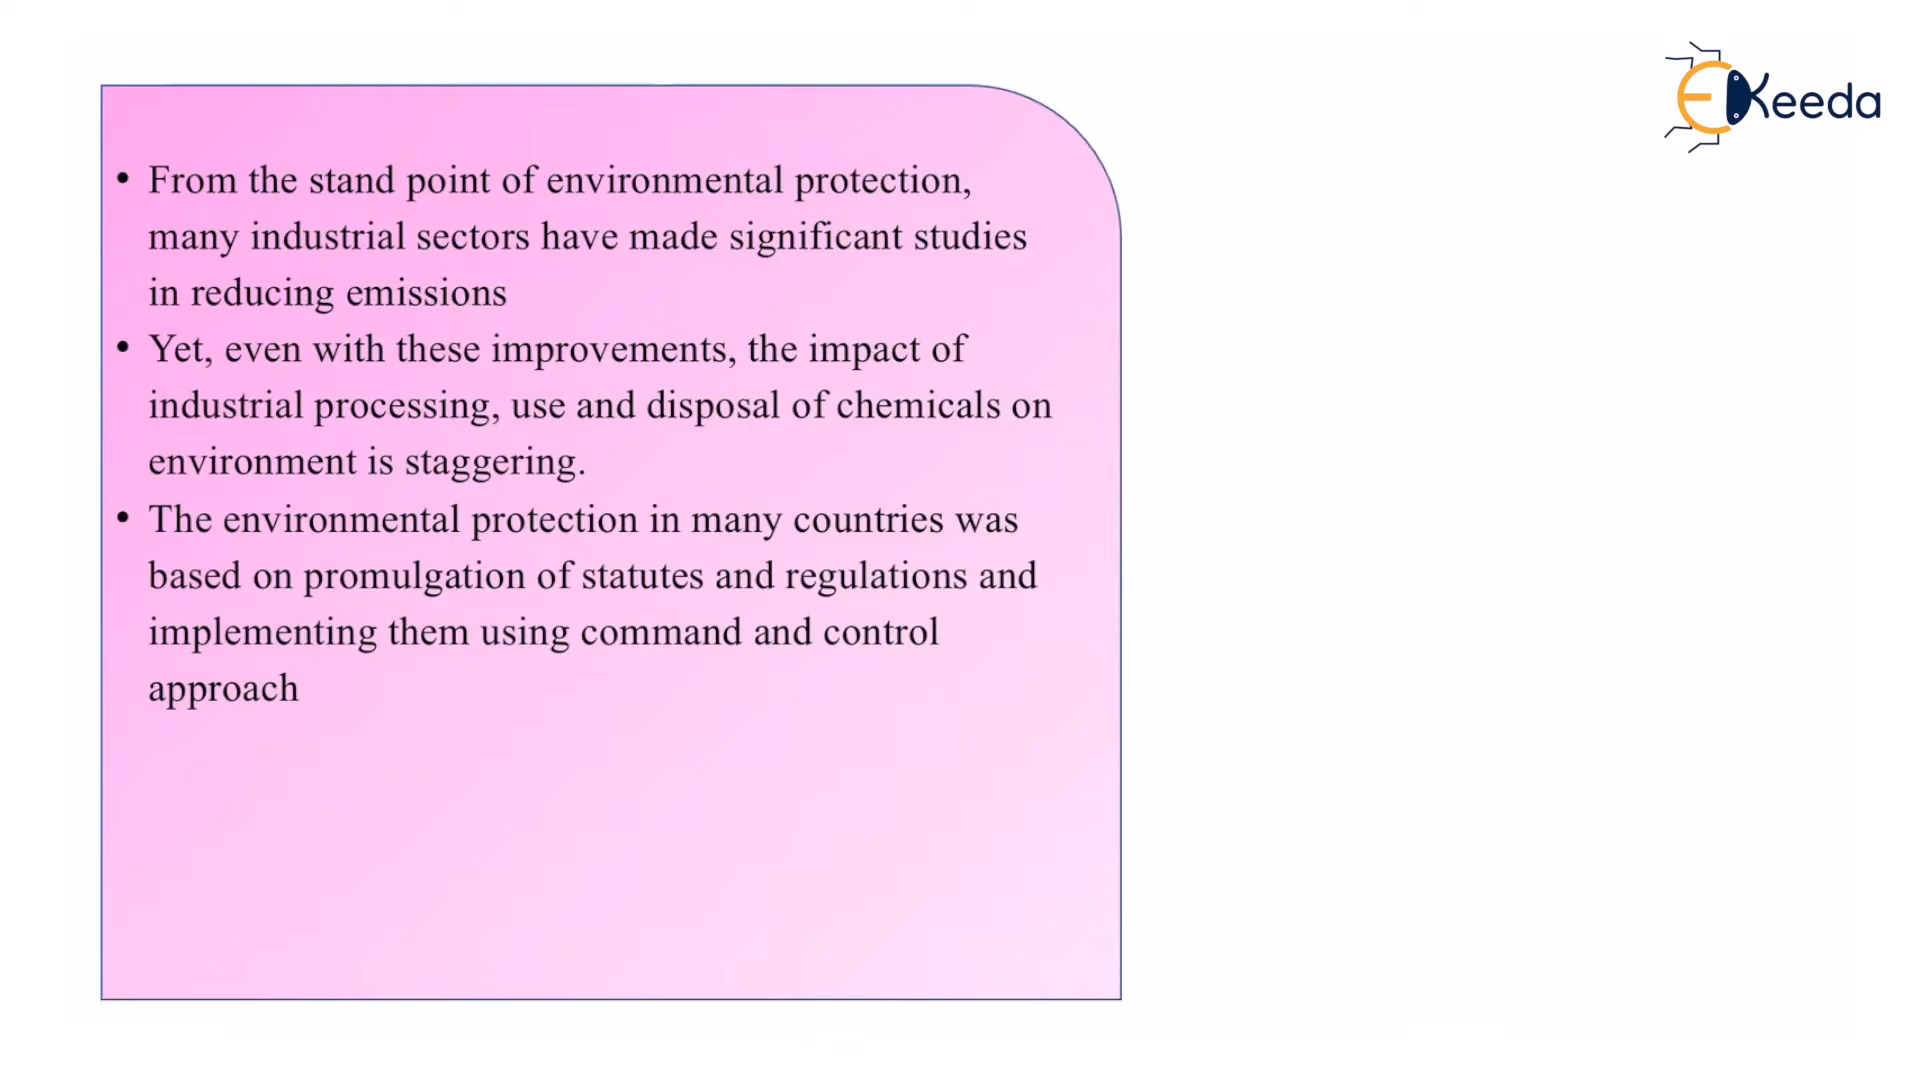 EKeeda
• From the stand point of environmental protection,
many industrial sectors have made significant studies
in reducing emissions
• Yet, even with these improvements, the impact of
industrial processing, use and disposal of chemicals on
environment is staggering.
• The environmental protection in many countries was
based on promulgation of statutes and regulations and
implementing them using command and control
approach